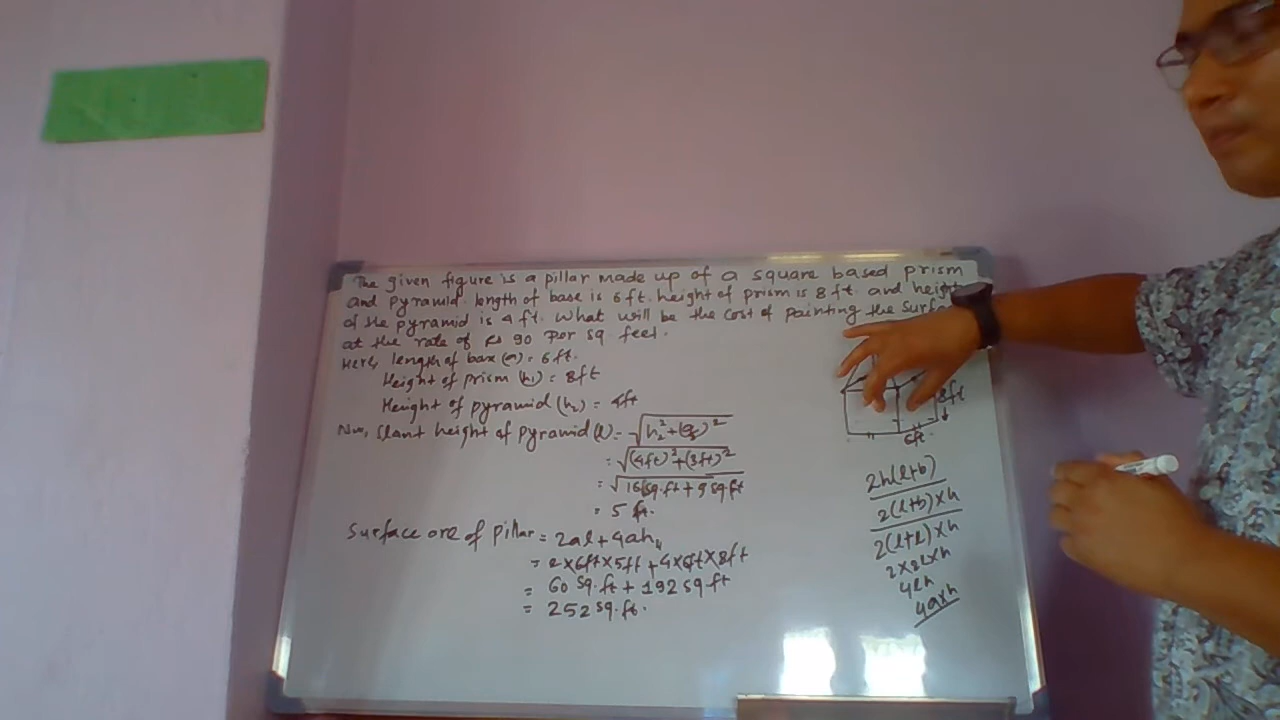 The given figure is a pillar made up of a square based prism
and pyramid. length of base is 6ft. height of prism is 8ft. and height
of the pyramid is 4ft. What will be the cost of painting the surf
at the rate of Rs 90 per sq feet.
Here, length of base (a) = 6ft.
Height of prism (h₁) = 8ft
Height of pyramid (h₂) = 4ft
Now, Slant height of pyramid (l) = √h₂²+(a/2)²
= √(4ft)²+(3ft)²
= √16sq.ft + 9sq.ft
= 5 ft.
Surface are of pillar = 2al + 4ah₁
= 2×6ft×5ft + 4×6ft×8ft
= 60 sq.ft + 192 sq ft
= 252 sq.ft.
8ft
6ft.
2h(l+b)
2(l+b)×h
2(l+l)×h
2×2l×h
4lh
4a×h